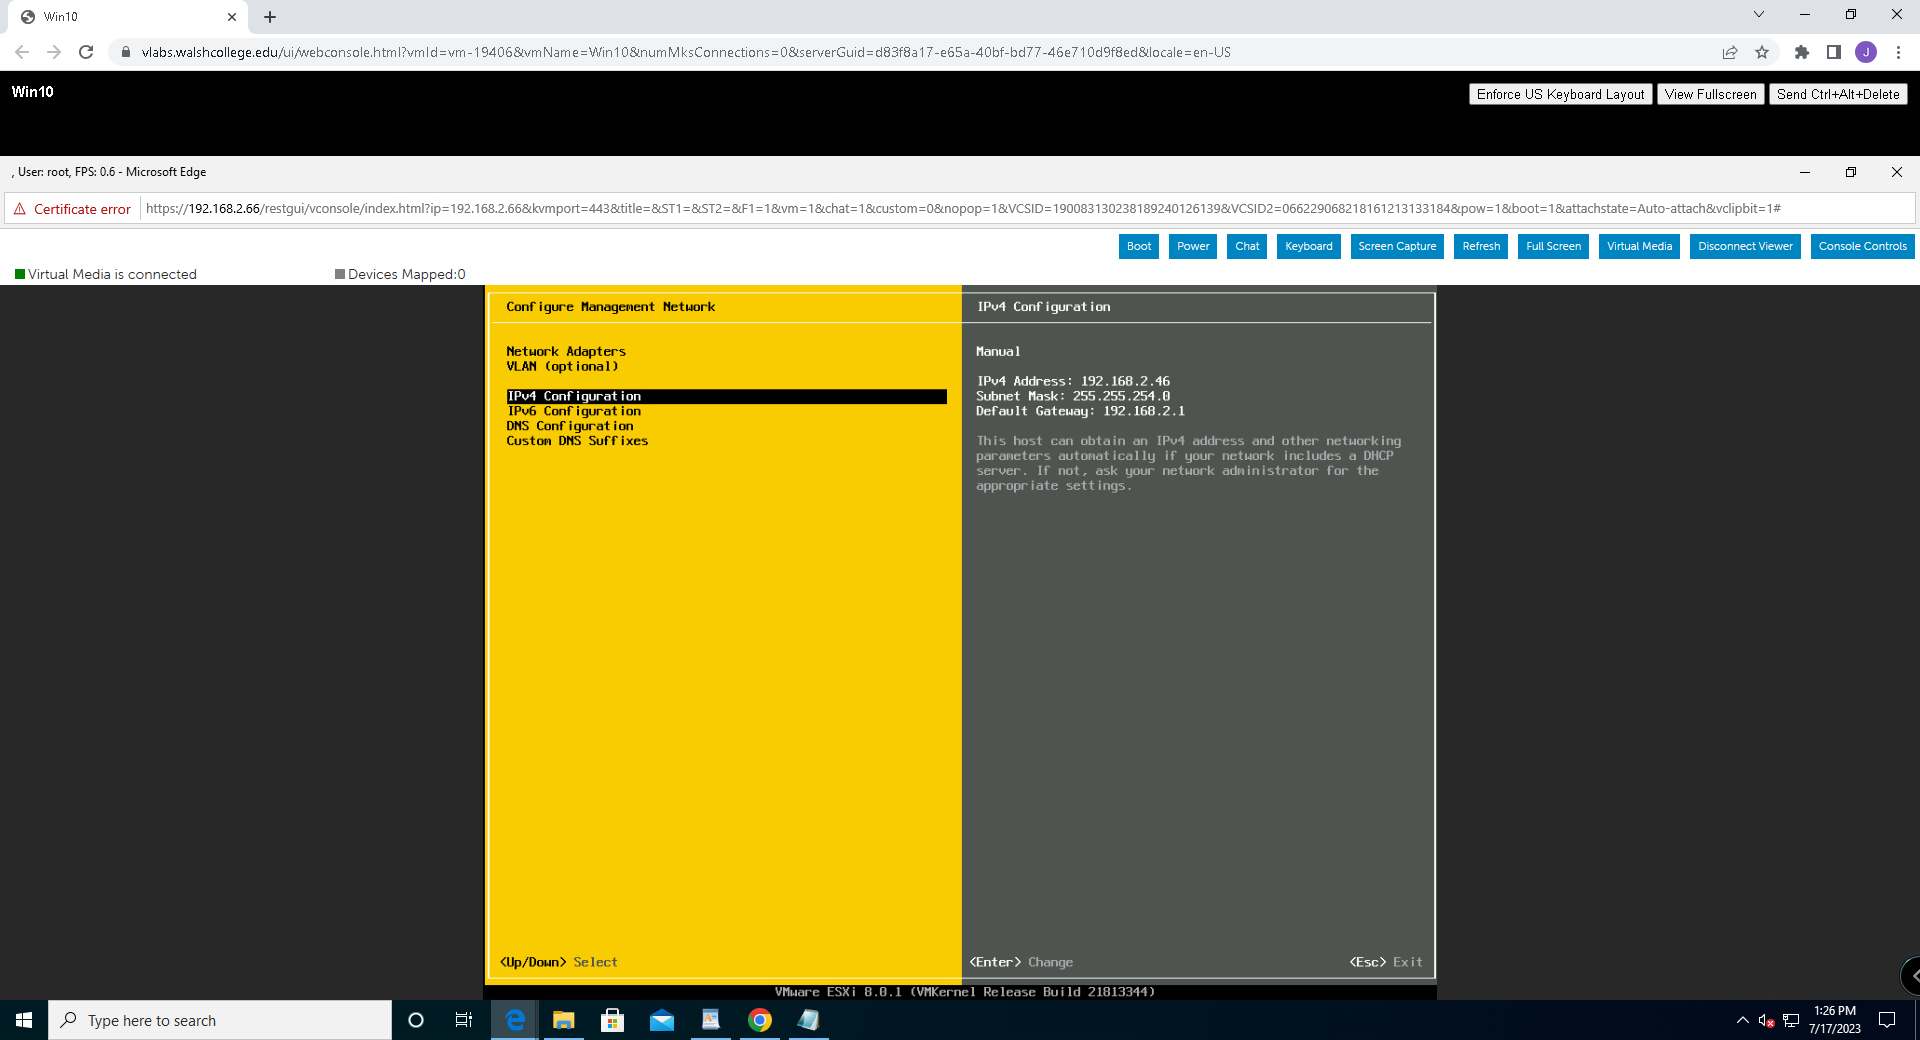 Win10
vlabs.walshcollege.edu/ui/webconsole.html?vmId=vm-19406&vmName=Win10&numMksConnections=0&serverGuid=d83f8a17-e65a-40bf-bd77-46e710d9f8ed&locale=en-US
J
Win10
Enforce US Keyboard Layout View Fullscreen Send Ctrl+Alt+Delete
, User: root, FPS: 0.6 - Microsoft Edge
Certificate error https://192.168.2.66/restgui/vconsole/index.html?ip=192.168.2.66&kvmport=443&title=&ST1=&ST2=&F1=1&vm=1&chat=1&custom=0&nopop=1&VCSID=190083130238189240126139&VCSID2=066229068218161213133184&pow=1&boot=1&attachstate=Auto-attach&vclipbit=1#
Boot Power Chat Keyboard Screen Capture Refresh Full Screen Virtual Media Disconnect Viewer Console Controls
Virtual Media is connected Devices Mapped:0
Configure Management Network
Network Adapters
VLAN (optional)
IPv4 Configuration
IPv6 Configuration
DNS Configuration
Custom DNS Suffixes
<Up/Down> Select
IPv4 Configuration
Manual
IPv4 Address: 192.168.2.46
Subnet Mask: 255.255.254.0
Default Gateway: 192.168.2.1
This host can obtain an IPv4 address and other networking
parameters automatically if your network includes a DHCP
server. If not, ask your network administrator for the
appropriate settings.
<Enter> Change <Esc> Exit
VMware ESXi 8.0.1 (VMKernel Release Build 21813344)
Type here to search
1:26 PM
7/17/2023